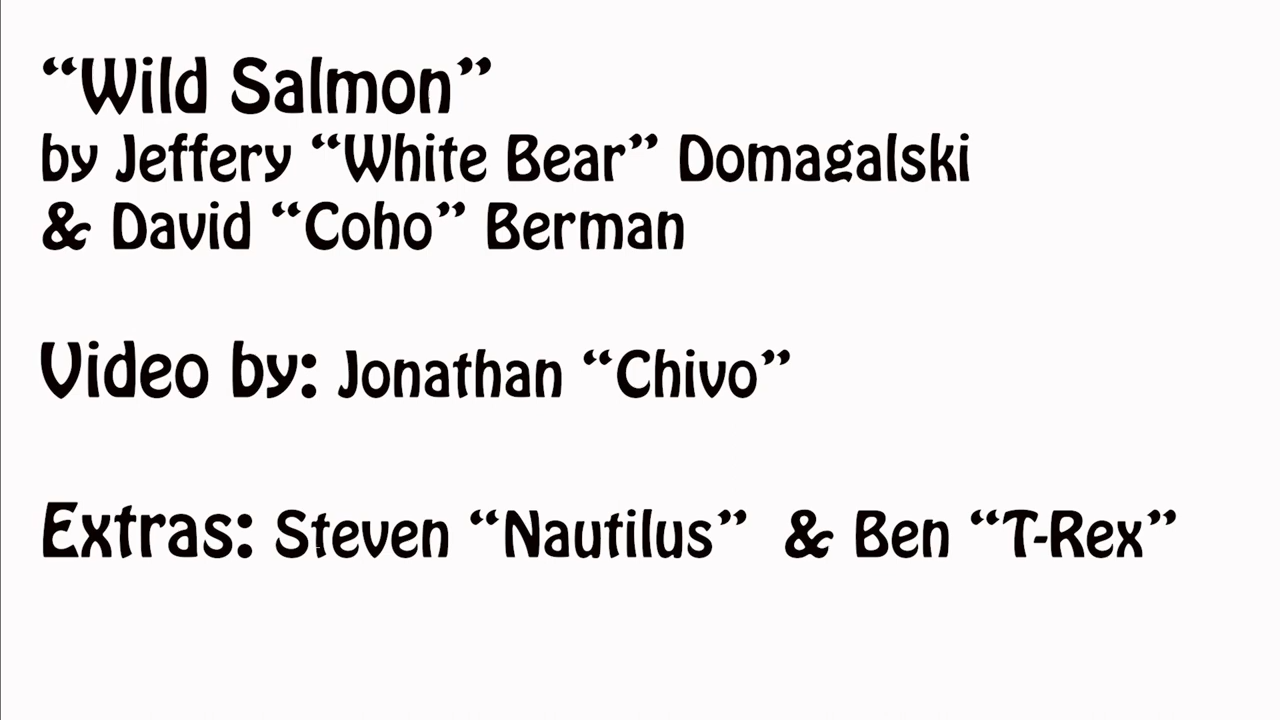 “Wild Salmon”
by Jeffery “White Bear” Domagalski
& David “Coho” Berman
Video by: Jonathan “Chivo”
Extras: Steven “Nautilus” & Ben “T-Rex”